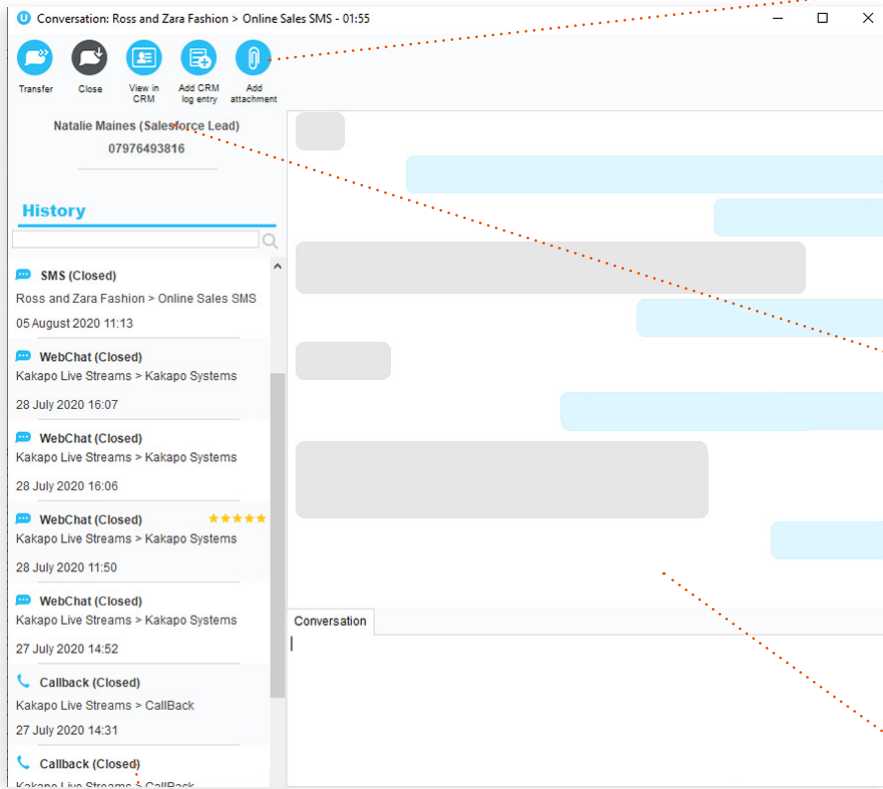 Conversation: Ross and Zara Fashion > Online Sales SMS - 01:55
Transfer
Close
View in CRM
Add CRM log entry
Add attachment
Natalie Maines (Salesforce Lead)
07976493816
History
SMS (Closed)
Ross and Zara Fashion > Online Sales SMS
05 August 2020 11:13
WebChat (Closed)
Kakapo Live Streams > Kakapo Systems
28 July 2020 16:07
WebChat (Closed)
Kakapo Live Streams > Kakapo Systems
28 July 2020 16:06
WebChat (Closed)
Kakapo Live Streams > Kakapo Systems
28 July 2020 11:50
WebChat (Closed)
Kakapo Live Streams > Kakapo Systems
27 July 2020 14:52
Callback (Closed)
Kakapo Live Streams > CallBack
27 July 2020 14:31
Callback (Closed)
Kakapo Live Streams > CallBack
Conversation